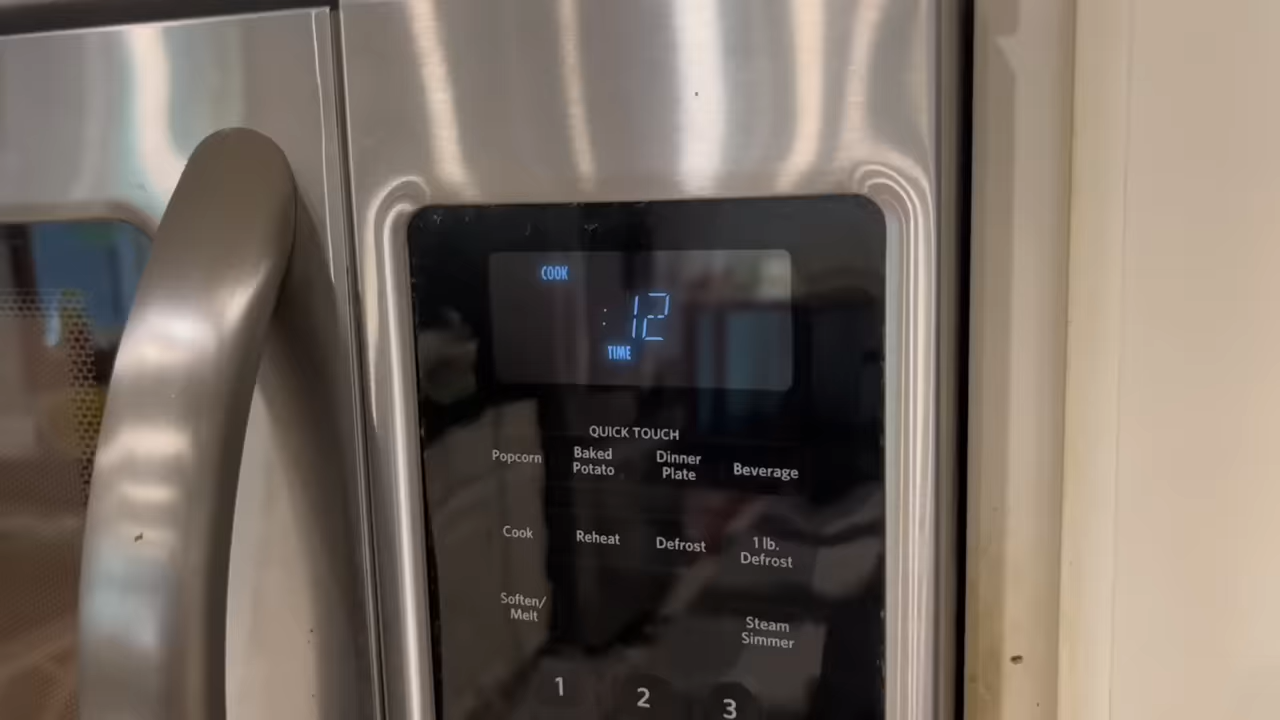 COOK
:12
TIME
QUICK TOUCH
Popcorn
Baked
Potato
Dinner
Plate
Beverage
Cook
Reheat
Defrost
1 lb.
Defrost
Soften/
Melt
Steam
Simmer
1
2
3